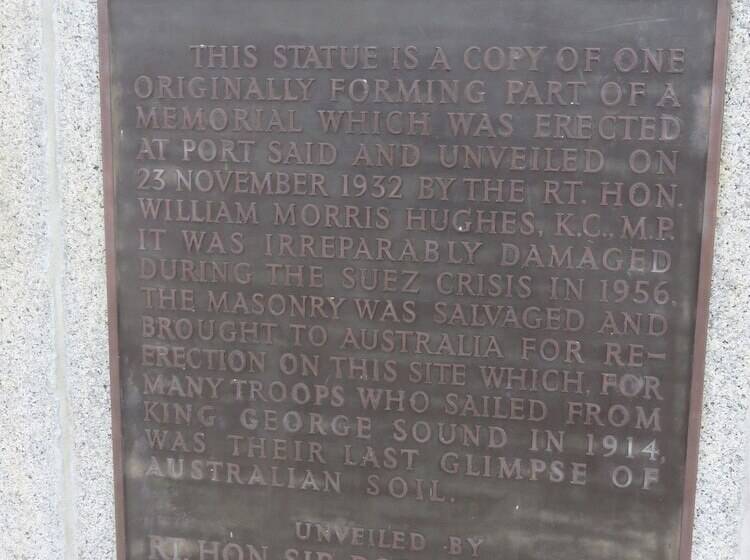 THIS STATUE IS A COPY OF ONE
ORIGINALLY FORMING PART OF A
MEMORIAL WHICH WAS ERECTED
AT PORT SAID AND UNVEILED ON
23 NOVEMBER 1932 BY THE RT. HON.
WILLIAM MORRIS HUGHES, K.C., M.P.
IT WAS IRREPARABLY DAMAGED
DURING THE SUEZ CRISIS IN 1956.
THE MASONRY WAS SALVAGED AND
BROUGHT TO AUSTRALIA FOR RE-
ERECTION ON THIS SITE WHICH, FOR
MANY TROOPS WHO SAILED FROM
KING GEORGE SOUND IN 1914,
WAS THEIR LAST GLIMPSE OF
AUSTRALIAN SOIL.
UNVEILED BY
RT. HON SIR